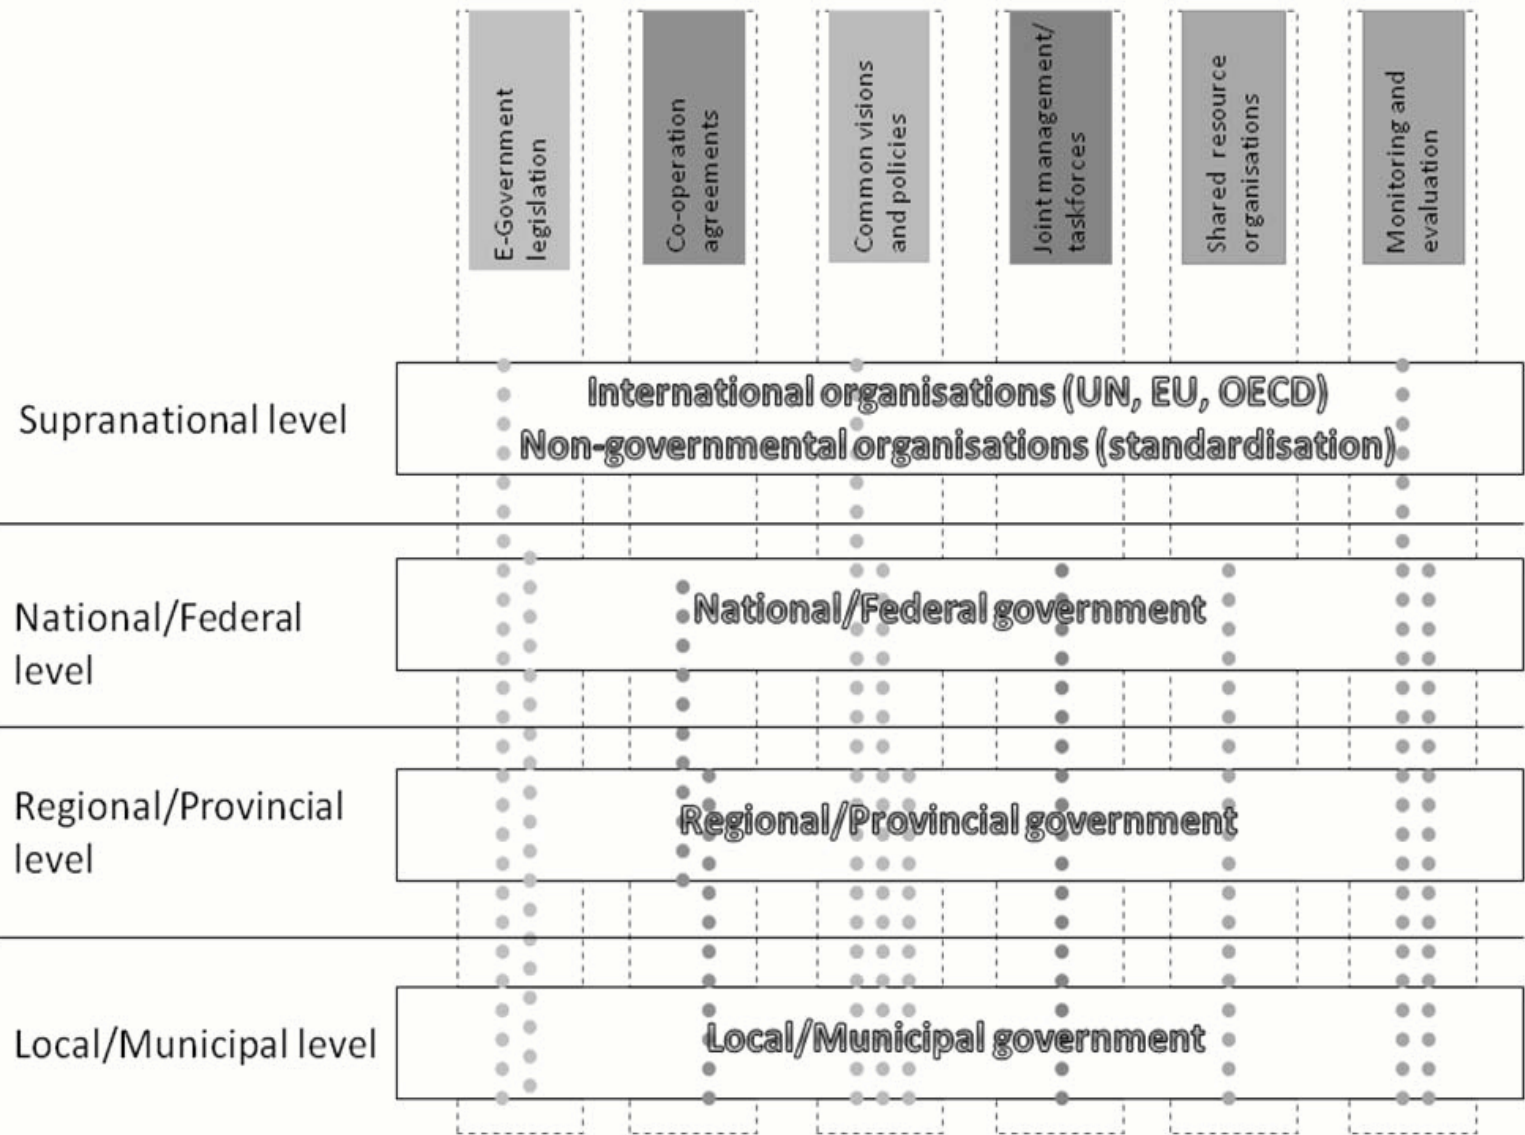 E-Government
legislation
Co-operation
agreements
Common visions
and policies
Joint management/
taskforces
Shared resource
organisations
Monitoring and
evaluation
Supranational level
International organisations (UN, EU, OECD)
Non-governmental organisations (standardisation)
National/Federal
level
National/Federal government
Regional/Provincial
level
Regional/Provincial government
Local/Municipal level
Local/Municipal government